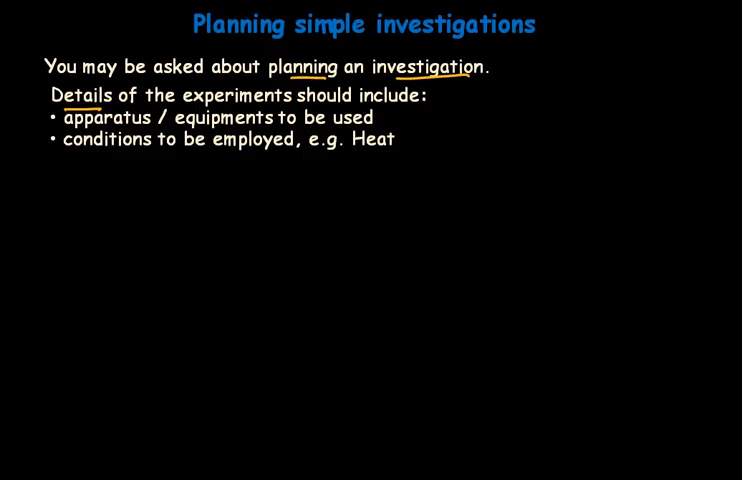 Planning simple investigations
You may be asked about planning an investigation.
Details of the experiments should include:
• apparatus / equipments to be used
• conditions to be employed, e.g. Heat